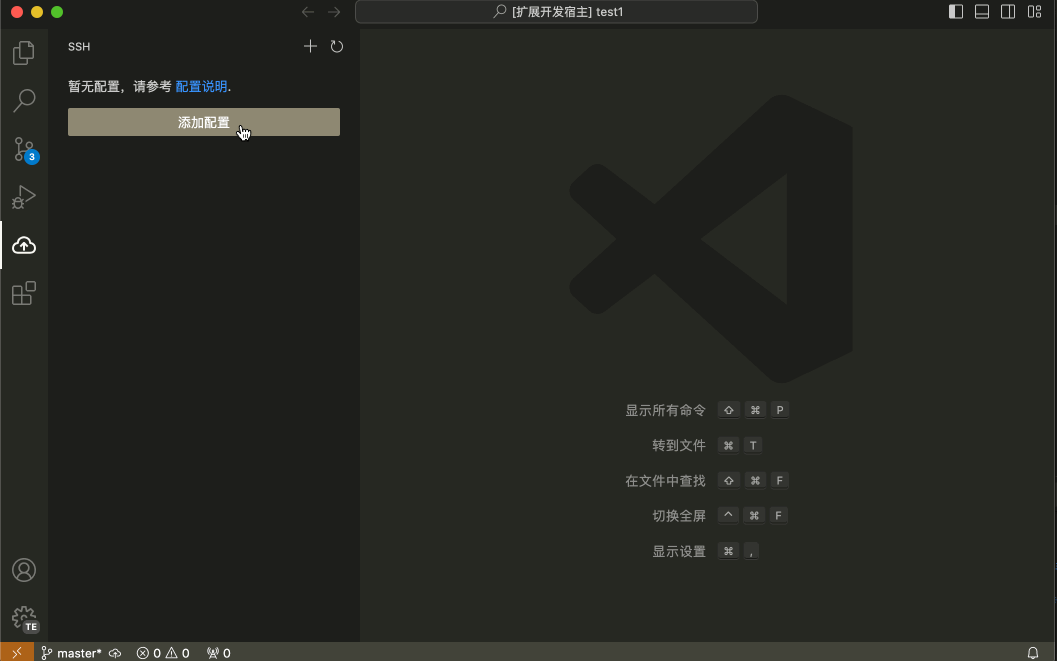 [扩展开发宿主] test1
SSH
暂无配置，请参考 配置说明.
添加配置
3
显示所有命令 ⇧ ⌘ P
转到文件 ⌘ T
在文件中查找 ⇧ ⌘ F
切换全屏 ^ ⌘ F
显示设置 ⌘ ,
TE
master* 0 0 0